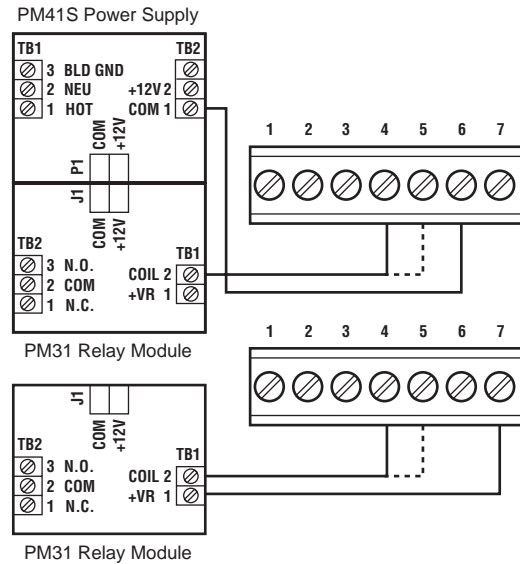 PM41S Power Supply
TB1 TB2
3 BLD GND
2 NEU +12V 2
1 HOT COM 1
P1 COM +12V
J1 COM +12V
TB2 TB1
3 N.O. COIL 2
2 COM +VR 1
1 N.C.
PM31 Relay Module
1 2 3 4 5 6 7
1 2 3 4 5 6 7
J1 COM +12V
TB2 TB1
3 N.O. COIL 2
2 COM +VR 1
1 N.C.
PM31 Relay Module